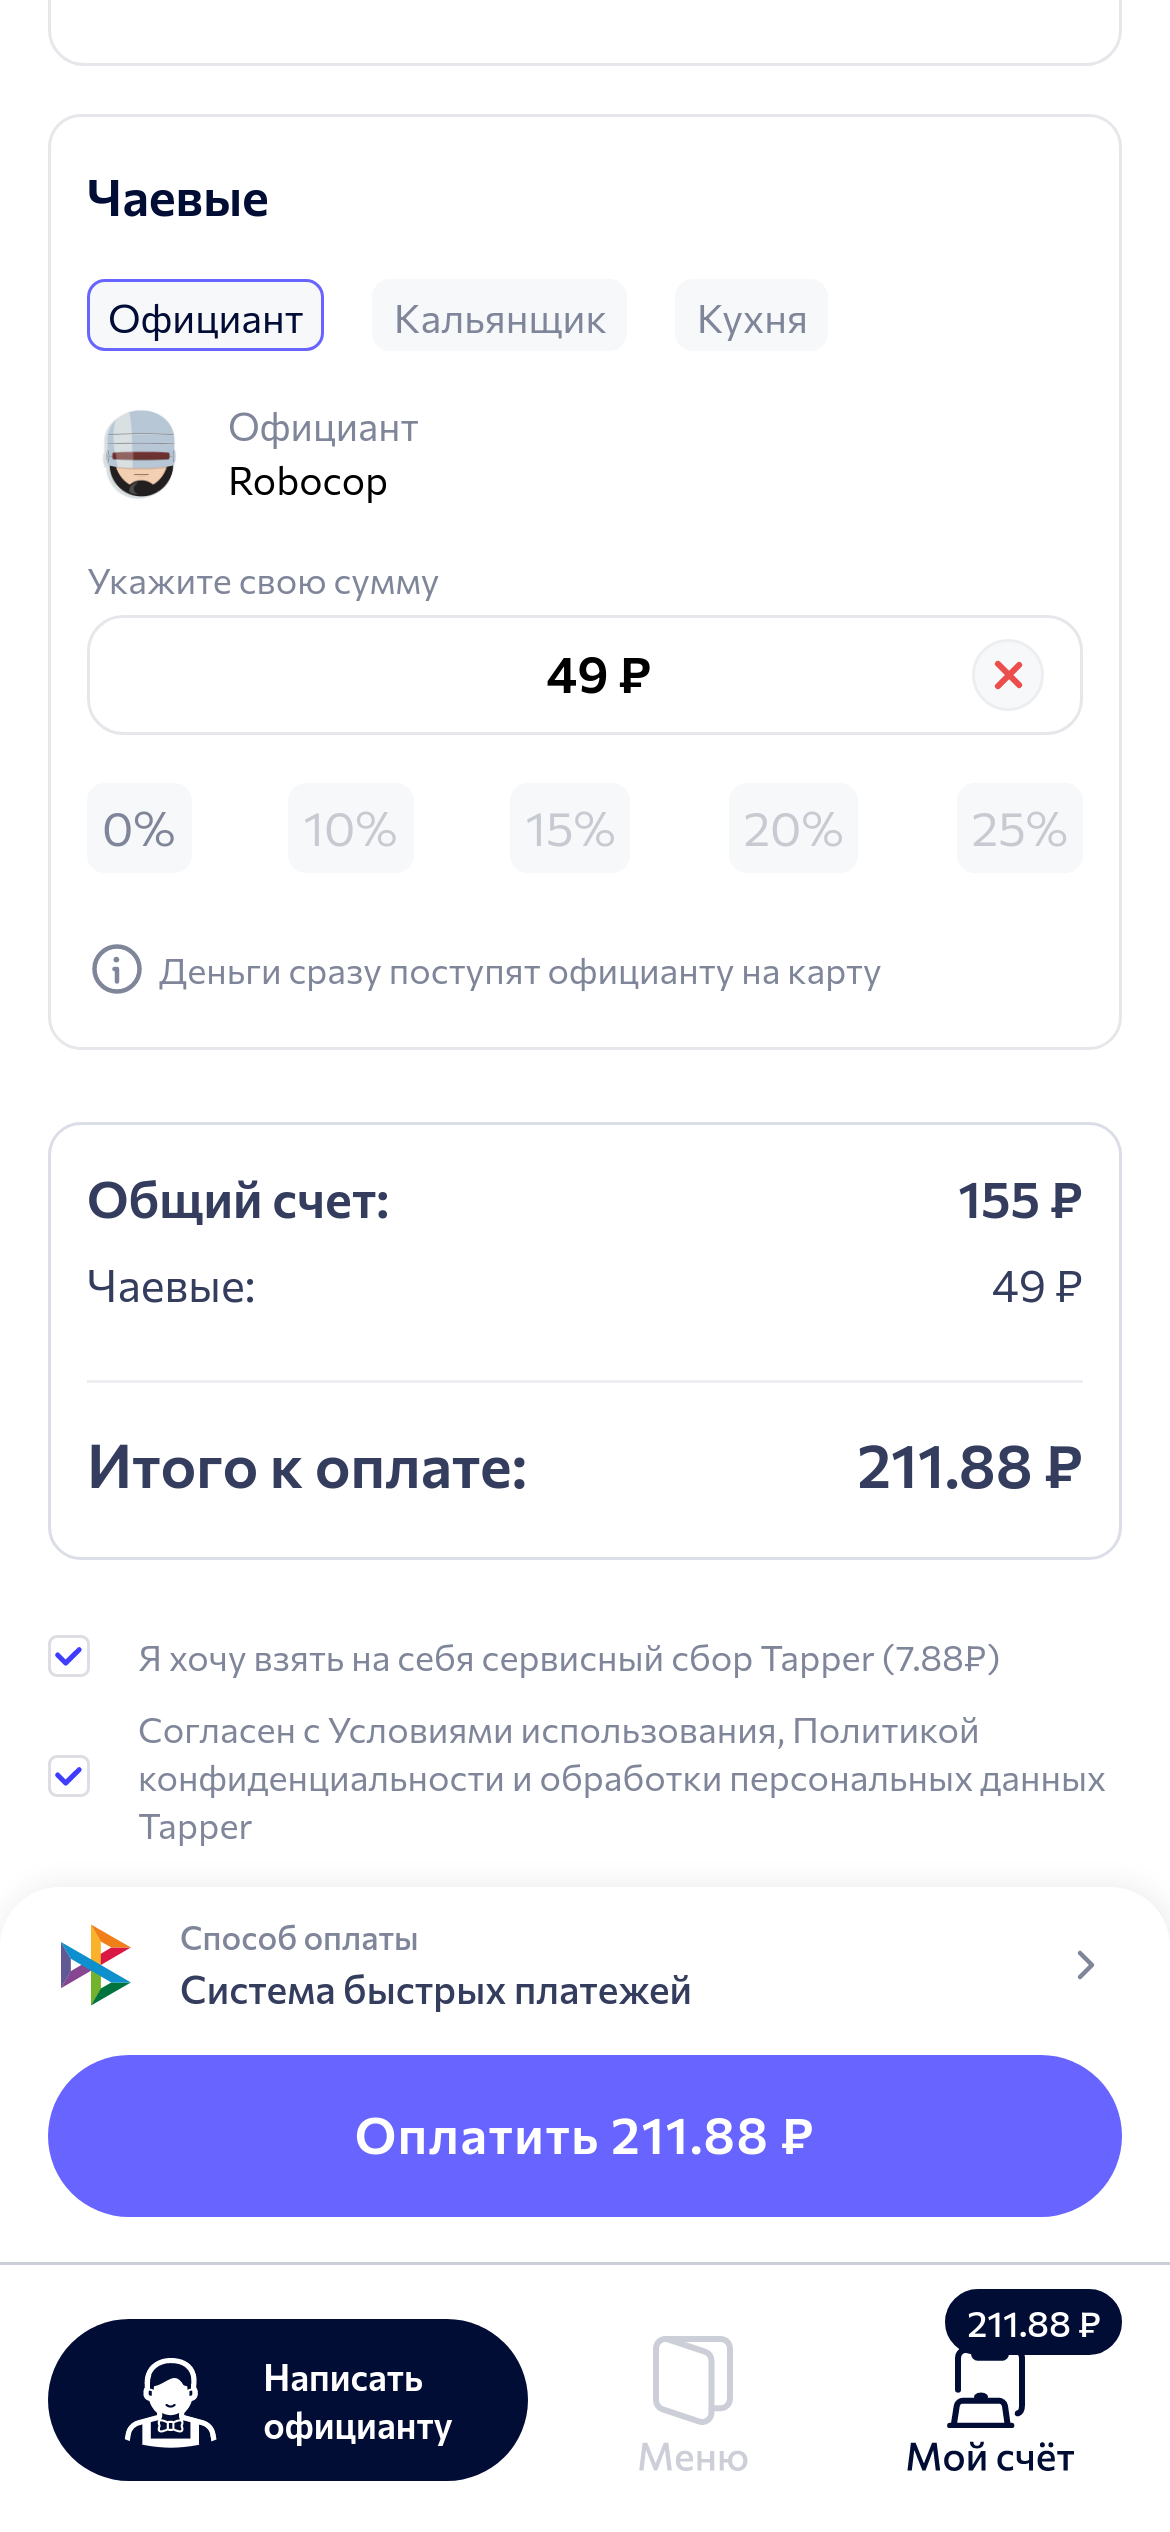 Чаевые
Официант Кальянщик Кухня
Официант
Robocop
Укажите свою сумму
49 ₽
0% 10% 15% 20% 25%
Деньги сразу поступят официанту на карту
Общий счет: 155 ₽
Чаевые: 49 ₽
Итого к оплате: 211.88 ₽
Я хочу взять на себя сервисный сбор Tapper (7.88₽)
Согласен с Условиями использования, Политикой
конфиденциальности и обработки персональных данных
Tapper
Способ оплаты
Система быстрых платежей
Оплатить 211.88 ₽
211.88 ₽
Написать
официанту
Меню
Мой счёт